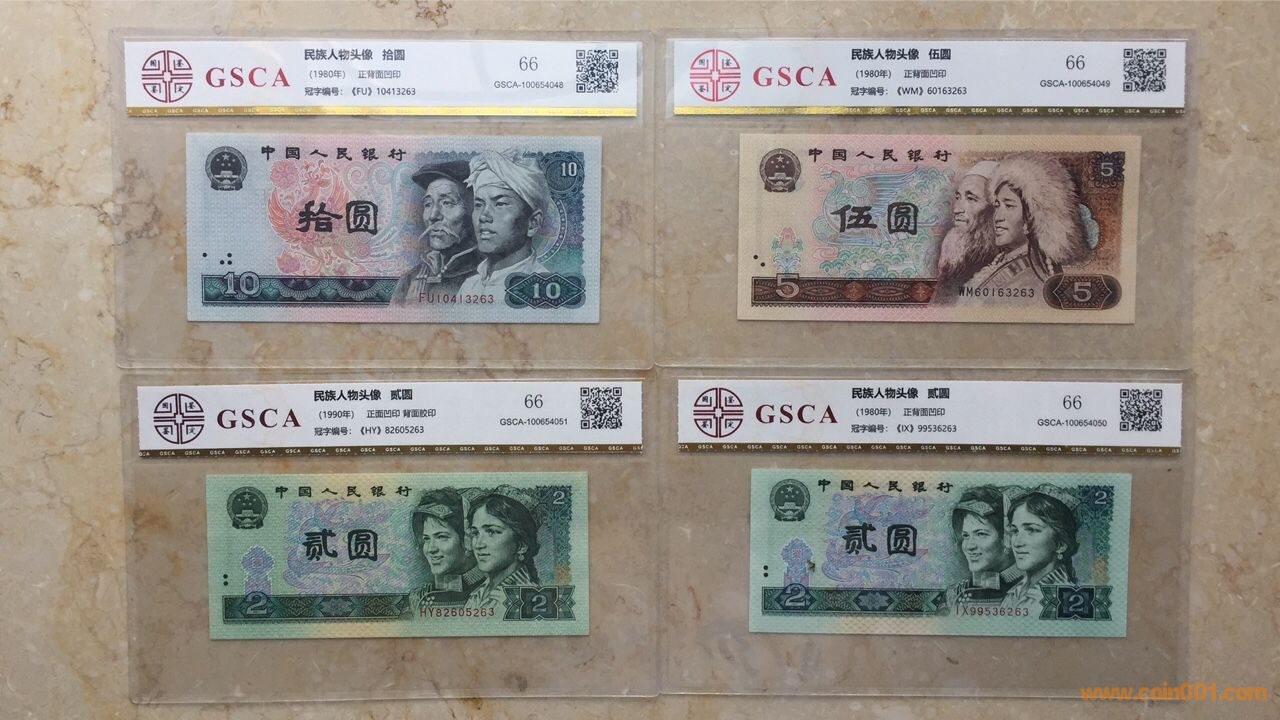 GSCA
民族人物头像 拾圆
(1980年) 正背面凹印
冠字编号:《FU》10413263
66
GSCA-100654048
中国人民银行
10
拾圆
10
FU10413263
10
GSCA
民族人物头像 伍圆
(1980年) 正背面凹印
冠字编号:《WM》60163263
66
GSCA-100654049
中国人民银行
5
伍圆
5
WM60163263
5
GSCA
民族人物头像 贰圆
(1990年) 正面凹印 背面胶印
冠字编号:《HY》82605263
66
GSCA-100654051
中国人民银行
2
贰圆
2
HY82605263
2
GSCA
民族人物头像 贰圆
(1980年) 正背面凹印
冠字编号:《IX》99536263
66
GSCA-100654050
中国人民银行
2
贰圆
2
IX99536263
2
www.coin001.com